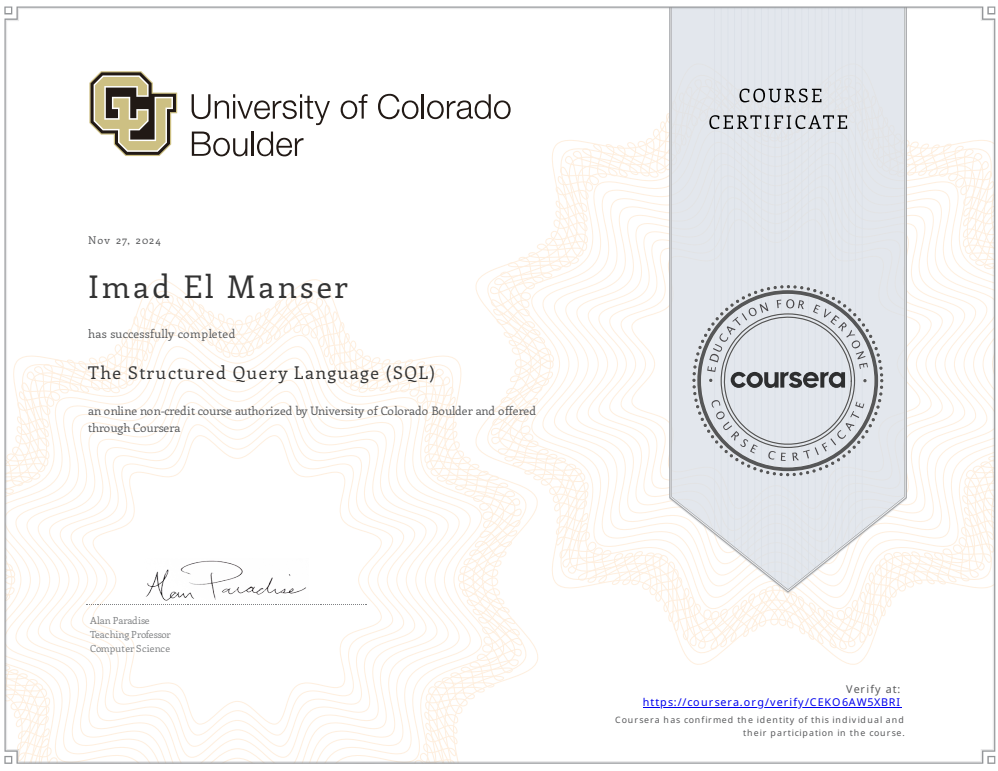 University of Colorado
Boulder
COURSE
CERTIFICATE
Nov 27, 2024
Imad El Manser
has successfully completed
The Structured Query Language (SQL)
an online non-credit course authorized by University of Colorado Boulder and offered
through Coursera
EDUCATION FOR EVERYONE
coursera
COURSE CERTIFICATE
Alan Paradise
Alan Paradise
Teaching Professor
Computer Science
Verify at:
https://coursera.org/verify/CEKO6AW5XBRI
Coursera has confirmed the identity of this individual and
their participation in the course.